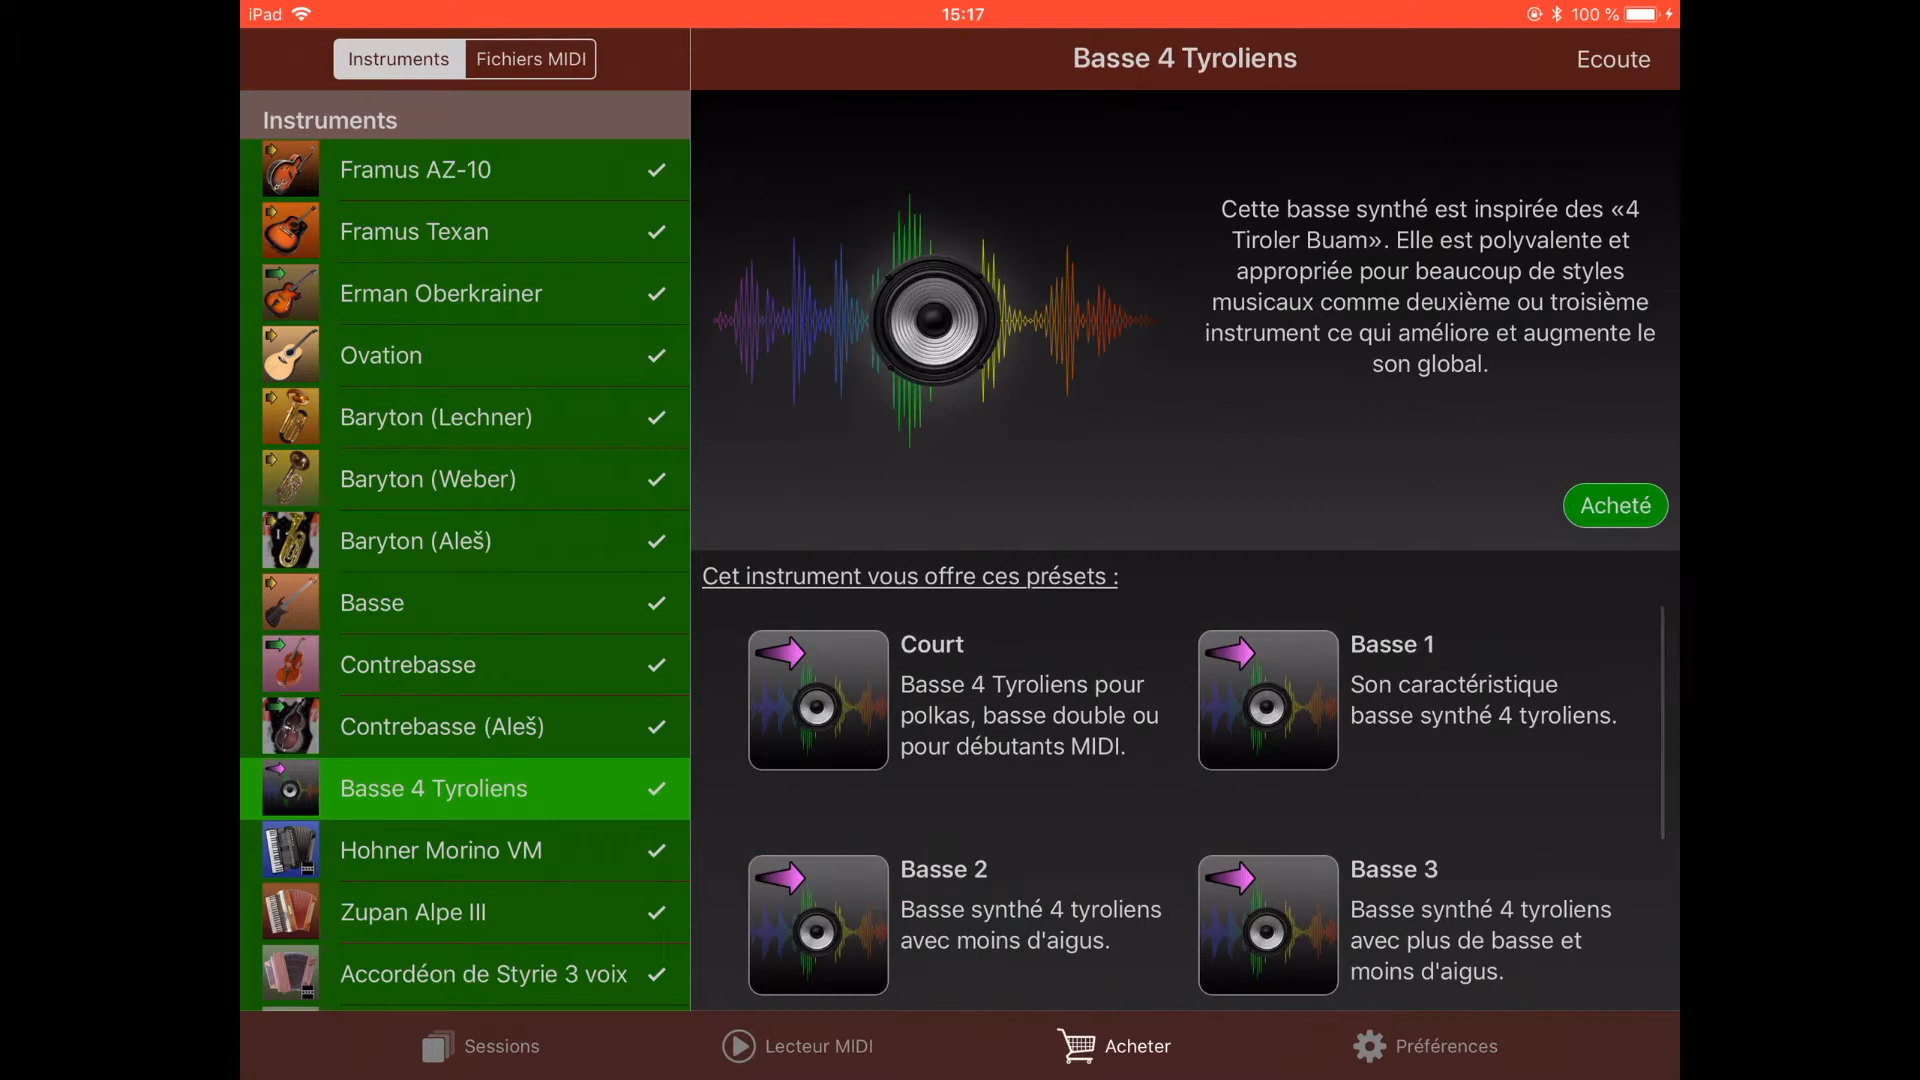 iPad
15:17
100 %
Instruments
Fichiers MIDI
Basse 4 Tyroliens
Ecoute
Instruments
Framus AZ-10
Framus Texan
Erman Oberkrainer
Ovation
Baryton (Lechner)
Baryton (Weber)
Baryton (Aleš)
Basse
Contrebasse
Contrebasse (Aleš)
Basse 4 Tyroliens
Hohner Morino VM
Zupan Alpe III
Accordéon de Styrie 3 voix
Cette basse synthé est inspirée des «4
Tiroler Buam». Elle est polyvalente et
appropriée pour beaucoup de styles
musicaux comme deuxième ou troisième
instrument ce qui améliore et augmente le
son global.
Acheté
Cet instrument vous offre ces présets :
Court
Basse 4 Tyroliens pour
polkas, basse double ou
pour débutants MIDI.
Basse 1
Son caractéristique
basse synthé 4 tyroliens.
Basse 2
Basse synthé 4 tyroliens
avec moins d'aigus.
Basse 3
Basse synthé 4 tyroliens
avec plus de basse et
moins d'aigus.
Sessions
Lecteur MIDI
Acheter
Préférences